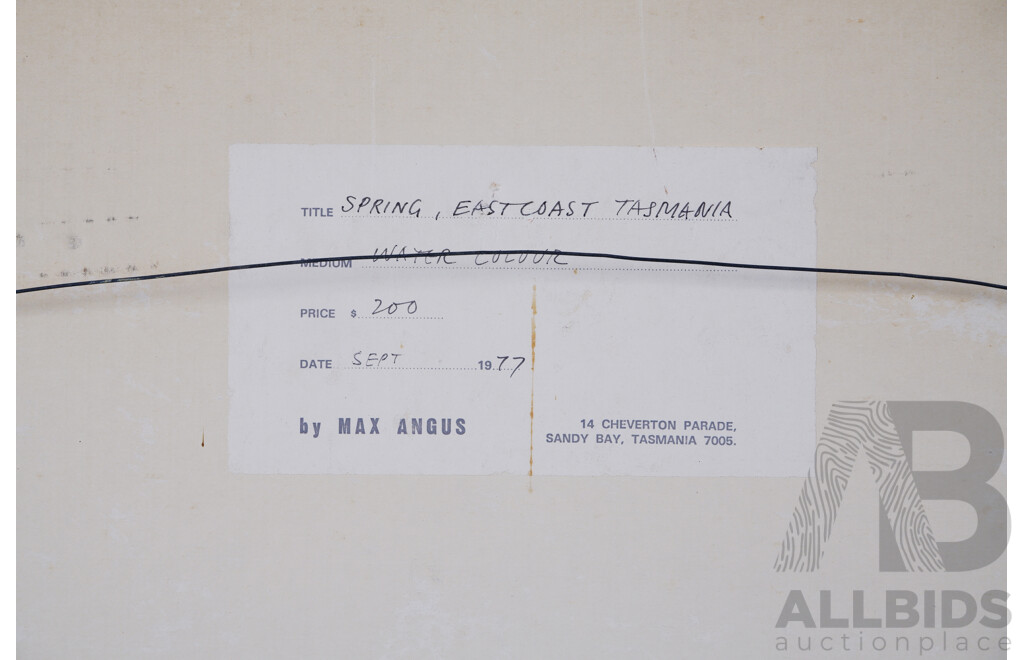 TITLE SPRING, EAST COAST TASMANIA
MEDIUM WATER COLOUR
PRICE $ 200
DATE SEPT 1977
by MAX ANGUS
14 CHEVERTON PARADE,
SANDY BAY, TASMANIA 7005.
AB
ALLBIDS
auctionplace